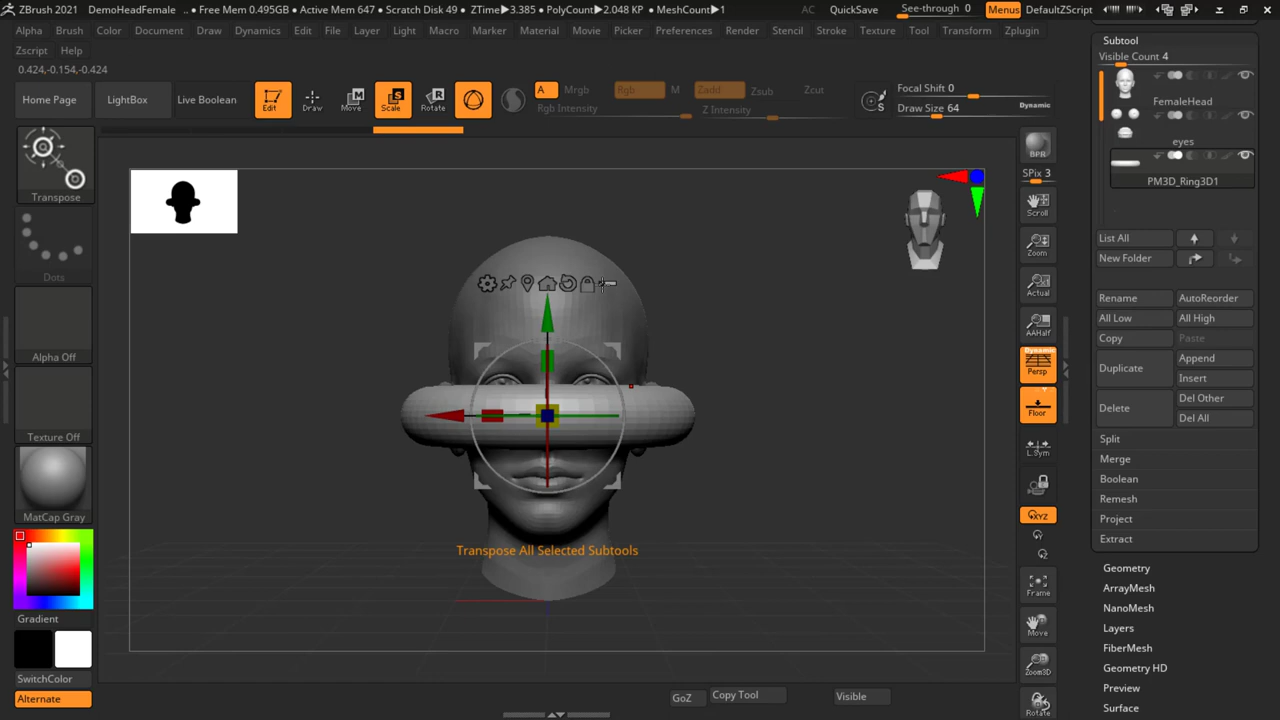 ZBrush 2021 DemoHeadFemale .. • Free Mem 0.495GB • Active Mem 647 • Scratch Disk 49 • ZTime▶3.385 • PolyCount▶2.048 KP • MeshCount▶1 AC QuickSave See-through 0 Menus DefaultZScript
Alpha Brush Color Document Draw Dynamics Edit File Layer Light Macro Marker Material Movie Picker Preferences Render Stencil Stroke Texture Tool Transform Zplugin
Zscript Help
0.424,-0.154,-0.424
Home Page LightBox Live Boolean Edit Draw Move Scale Rotate A Mrgb Rgb M Zadd Zsub Zcut Focal Shift 0
Rgb Intensity Z Intensity Draw Size 64 Dynamic
Transpose
Dots
Alpha Off
Texture Off
MatCap Gray
Gradient
SwitchColor
Alternate
Transpose All Selected Subtools
GoZ Copy Tool Visible
BPR
SPix 3
Scroll
Zoom
Actual
AAHalf
Dynamic
Persp
Floor
L.Sym
XYZ
Frame
Move
Zoom3D
Rotate
Subtool
Visible Count 4
FemaleHead
eyes
PM3D_Ring3D1
List All
New Folder
Rename AutoReorder
All Low All High
Copy Paste
Duplicate Append
Insert
Delete Del Other
Del All
Split
Merge
Boolean
Remesh
Project
Extract
Geometry
ArrayMesh
NanoMesh
Layers
FiberMesh
Geometry HD
Preview
Surface